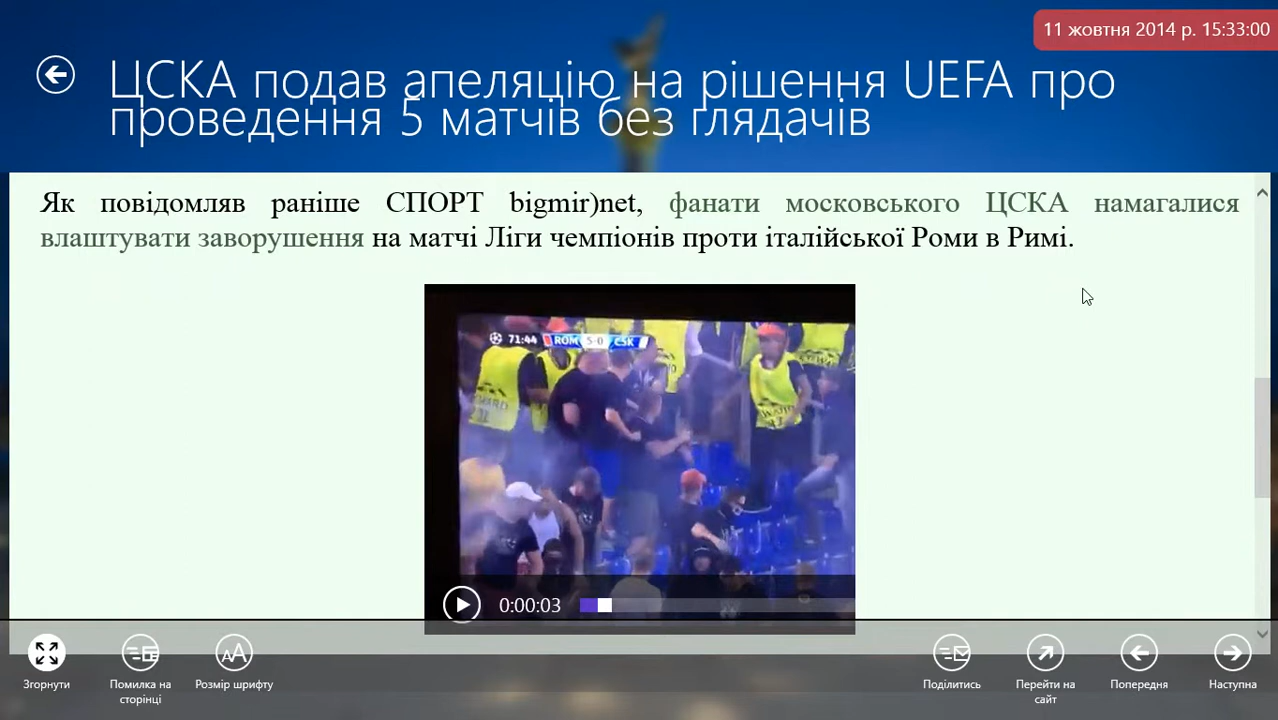 11 жовтня 2014 р. 15:33:00
ЦСКА подав апеляцію на рішення UEFA про
проведення 5 матчів без глядачів
Як повідомляв раніше СПОРТ bigmir)net, фанати московського ЦСКА намагалися
влаштувати заворушення на матчі Ліги чемпіонів проти італійської Роми в Римі.
71:44 ROM 5-0 CSK
0:00:03
Згорнути
Помилка на
сторінці
Розмір шрифту
Поділитись
Перейти на
сайт
Попередня
Наступна